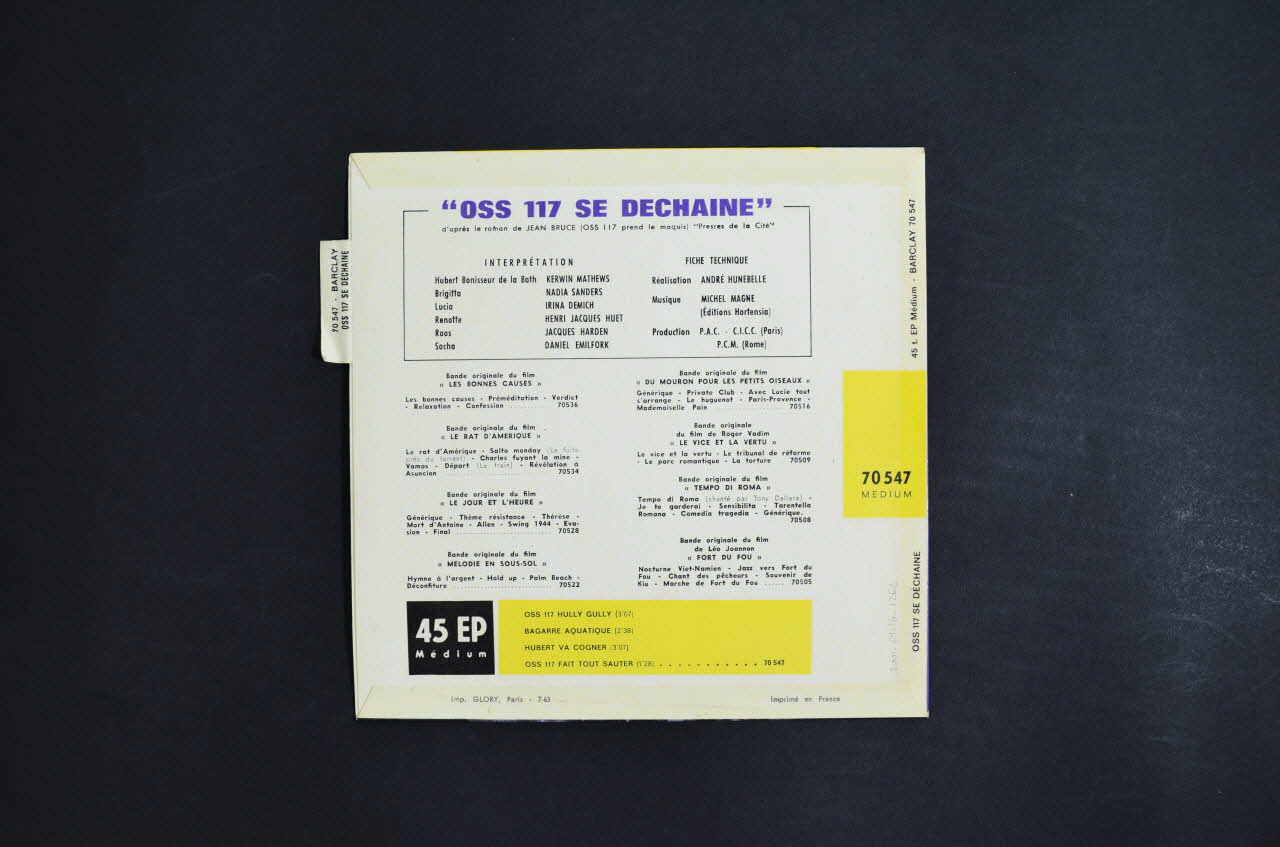 "OSS 117 SE DECHAINE"
d'après le roman de JEAN BRUCE (OSS 117 prend le maquis) "Presses de la Cité"
INTERPRÉTATION
Hubert Bonisseur de la Bath KERWIN MATHEWS
Brigitta NADIA SANDERS
Lucia IRINA DEMICH
Renotte HENRI JACQUES HUET
Roos JACQUES HARDEN
Sacha DANIEL EMILFORK
FICHE TECHNIQUE
Réalisation ANDRÉ HUNEBELLE
Musique MICHEL MAGNE
(Éditions Hortensia)
Production P.A.C. - C.I.C.C. (Paris)
P.C.M. (Rome)
Bande originale du film
« LES BONNES CAUSES »
Les bonnes causes - Préméditation - Verdict
- Relaxation - Confession .......... 70536
Bande originale du film
« LE RAT D'AMERIQUE »
Le rat d'Amérique - Salto monday (La fuite
près du torrent) - Charles fuyant la mine -
Vamos - Départ (Le train) - Révélation à
Asuncion .......... 70534
Bande originale du film
« LE JOUR ET L'HEURE »
Générique - Thème résistance - Thérèse -
Mort d'Antoine - Allen - Swing 1944 - Eva-
sion - Final .......... 70528
Bande originale du film
« MELODIE EN SOUS-SOL »
Hymne à l'argent - Hold up - Palm Beach -
Déconfiture .......... 70522
Bande originale du film
« DU MOURON POUR LES PETITS OISEAUX »
Générique - Private Club - Avec Lucie tout
s'arrange - Le huguenot - Paris-Provence -
Mademoiselle Pain .......... 70516
Bande originale
du film de Roger Vadim
« LE VICE ET LA VERTU »
Le vice et la vertu - Le tribunal de réforme
- Le parc romantique - La torture .. 70509
Bande originale du film
« TEMPO DI ROMA »
Tempo di Roma (chanté par Tony Dallara) -
Je te garderai - Sensibilita - Tarentella
Romana - Comedia tragedia - Générique.
70508
Bande originale du film
de Léo Joannon
« FORT DU FOU »
Nocturne Viet-Namien - Jazz vers Fort du
Fou - Chant des pêcheurs - Souvenir de
Kiu - Marche de Fort du Fou ...... 70505
45 EP
Médium
OSS 117 HULLY GULLY (3'07)
BAGARRE AQUATIQUE (2'38)
HUBERT VA COGNER (3'07)
OSS 117 FAIT TOUT SAUTER (1'28) . . . . . . . . . . . 70 547
Imp. GLORY, Paris - 7-63
Imprimé en France
70 547 - BARCLAY
OSS 117 SE DECHAINE
45 t. EP Médium - BARCLAY 70 547
70 547
MEDIUM
OSS 117 SE DECHAINE